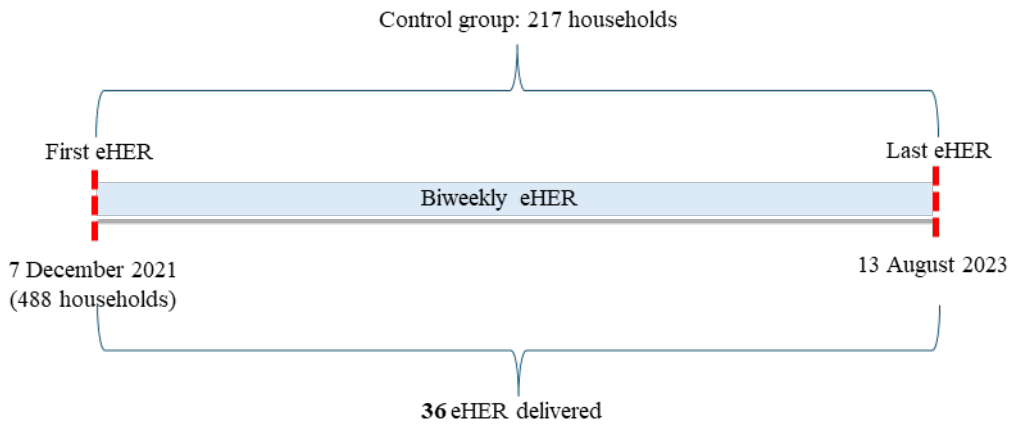 Control group: 217 households
First eHER
Last eHER
Biweekly eHER
7 December 2021
(488 households)
13 August 2023
36 eHER delivered